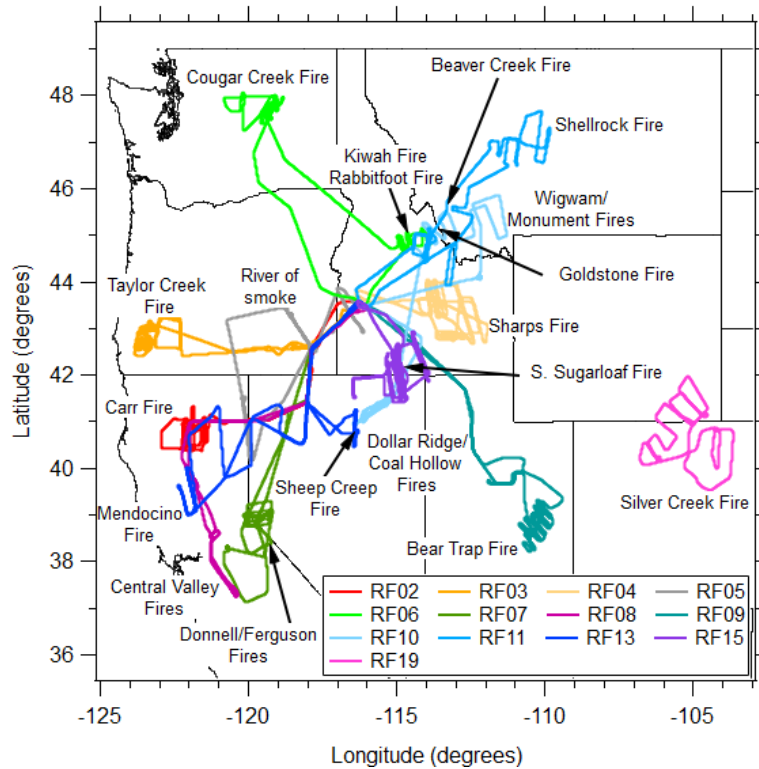 Beaver Creek Fire
Cougar Creek Fire
48
Shellrock Fire
Kiwah Fire
Rabbitfoot Fire
46
Wigwam/
Monument Fires
River of
smoke
Taylor Creek
Fire
44
Goldstone Fire
Sharps Fire
Latitude (degrees)
42
S. Sugarloaf Fire
Carr Fire
Dollar Ridge/
Coal Hollow
Fires
40
Sheep Creep
Fire
Silver Creek Fire
Mendocino
Fire
Bear Trap Fire
38
Central Valley
Fires
Donnell/Ferguson
Fires
RF02 RF03 RF04 RF05
RF06 RF07 RF08 RF09
RF10 RF11 RF13 RF15
RF19
36
-125 -120 -115 -110 -105
Longitude (degrees)